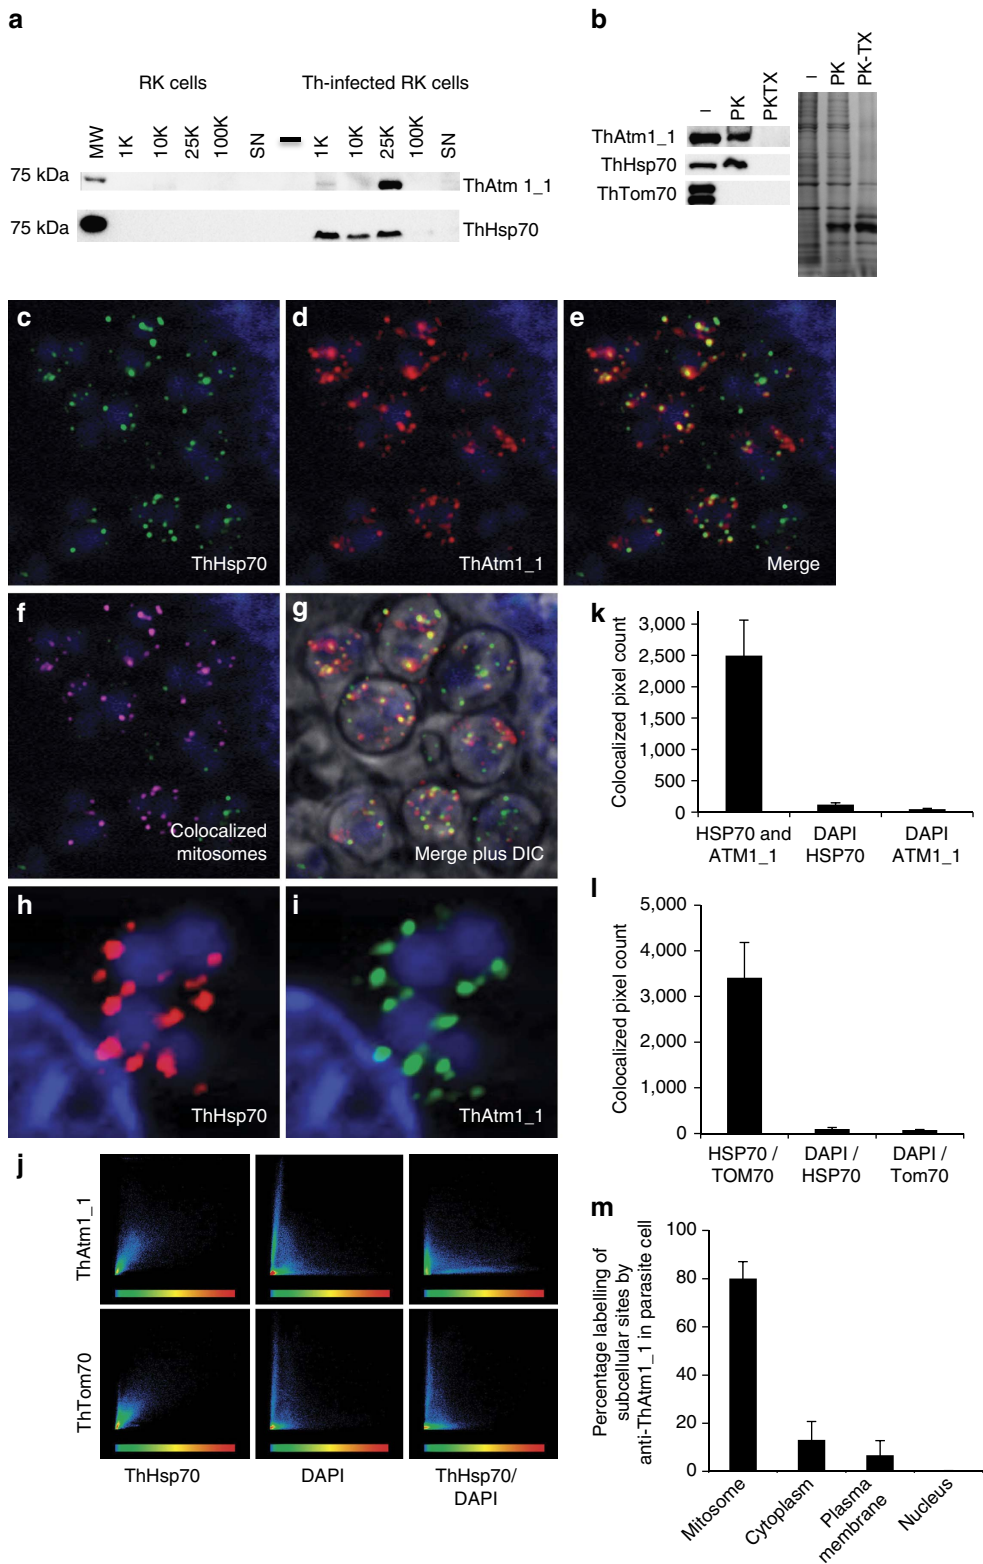 a
RK cells
Th-infected RK cells
MW
1K
10K
25K
100K
SN
1K
10K
25K
100K
SN
75 kDa
ThAtm 1_1
75 kDa
ThHsp70
b
–
PK
PKTX
–
PK
PK-TX
ThAtm1_1
ThHsp70
ThTom70
c
ThHsp70
d
ThAtm1_1
e
Merge
f
Colocalized
mitosomes
g
Merge plus DIC
h
ThHsp70
i
ThAtm1_1
j
ThAtm1_1
ThTom70
ThHsp70
DAPI
ThHsp70/
DAPI
k
Colocalized pixel count
3,000
2,500
2,000
1,500
1,000
500
0
HSP70 and
ATM1_1
DAPI
HSP70
DAPI
ATM1_1
l
Colocalized pixel count
5,000
4,000
3,000
2,000
1,000
0
HSP70 /
TOM70
DAPI /
HSP70
DAPI /
Tom70
m
Percentage labelling of
subcellular sites by
anti-ThAtm1_1 in parasite cell
100
80
60
40
20
0
Mitosome
Cytoplasm
Plasma
membrane
Nucleus